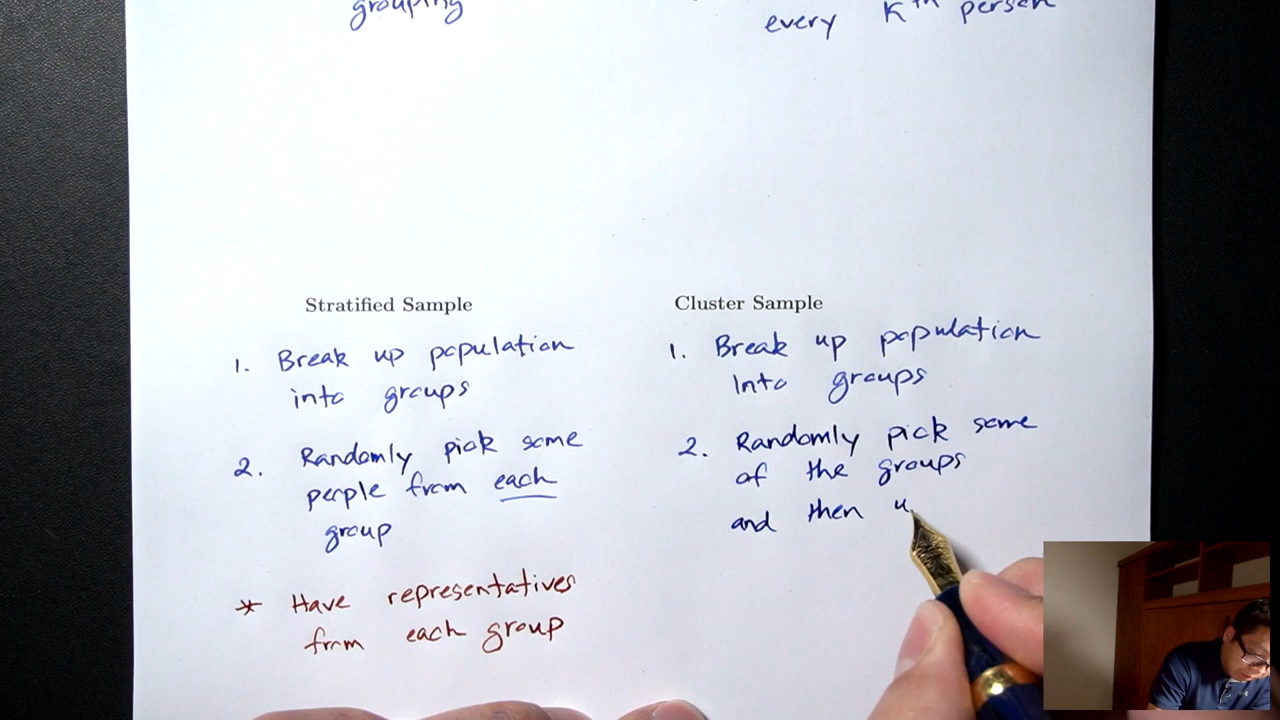 grouping
every Kth person
Stratified Sample
1. Break up population
into groups
2. Randomly pick some
people from each
group
* Have representatives
from each group
Cluster Sample
1. Break up population
Into groups
2. Randomly pick some
of the groups
and then u